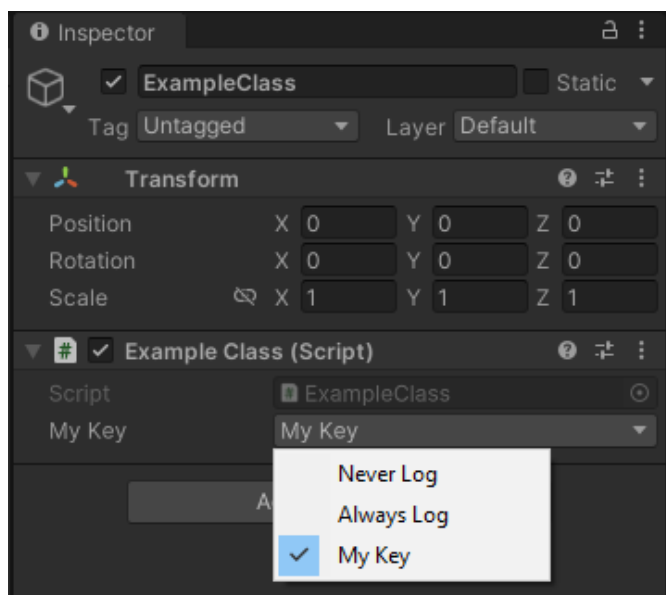 Inspector
ExampleClass Static
Tag Untagged Layer Default
Transform
Position X 0 Y 0 Z 0
Rotation X 0 Y 0 Z 0
Scale X 1 Y 1 Z 1
# Example Class (Script)
Script # ExampleClass
My Key My Key
Never Log
A
Always Log
My Key